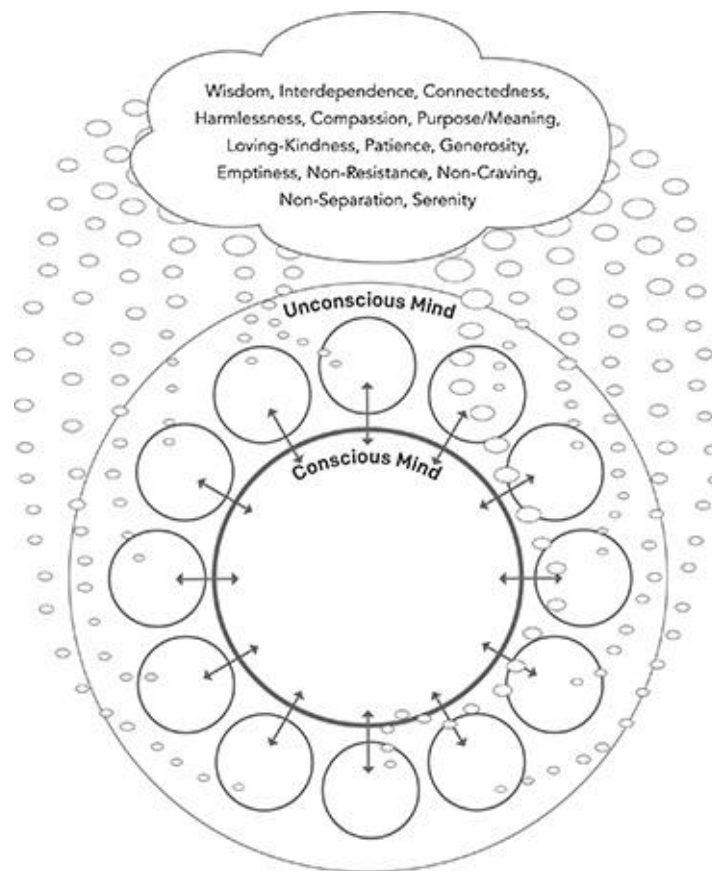 Wisdom, Interdependence, Connectedness,
Harmlessness, Compassion, Purpose/Meaning,
Loving-Kindness, Patience, Generosity,
Emptiness, Non-Resistance, Non-Craving,
Non-Separation, Serenity
Unconscious Mind
Conscious Mind